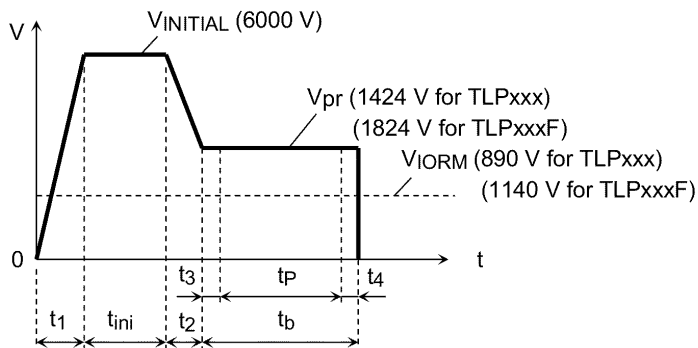 V
VINITIAL (6000 V)
Vpr (1424 V for TLPxxx)
(1824 V for TLPxxxF)
VIORM (890 V for TLPxxx)
(1140 V for TLPxxxF)
0
t
t3
tP
t4
t1
tini
t2
tb